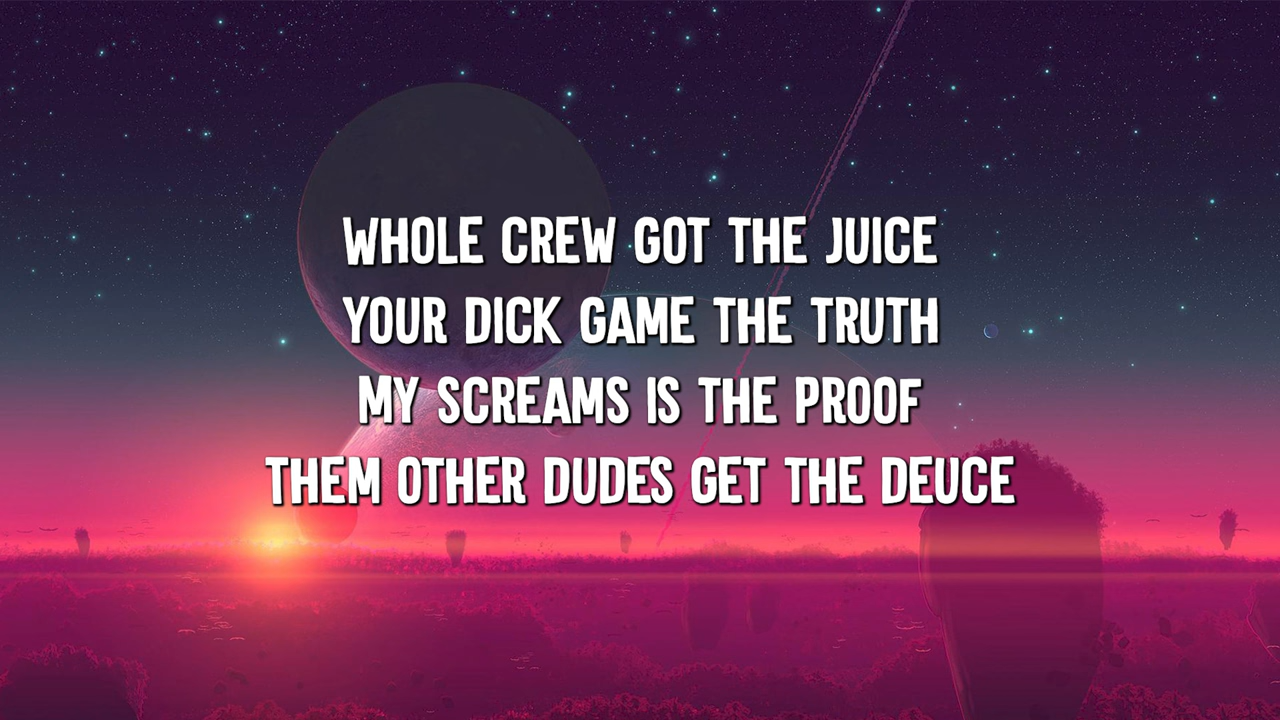 WHOLE CREW GOT THE JUICE
YOUR DICK GAME THE TRUTH
MY SCREAMS IS THE PROOF
THEM OTHER DUDES GET THE DEUCE